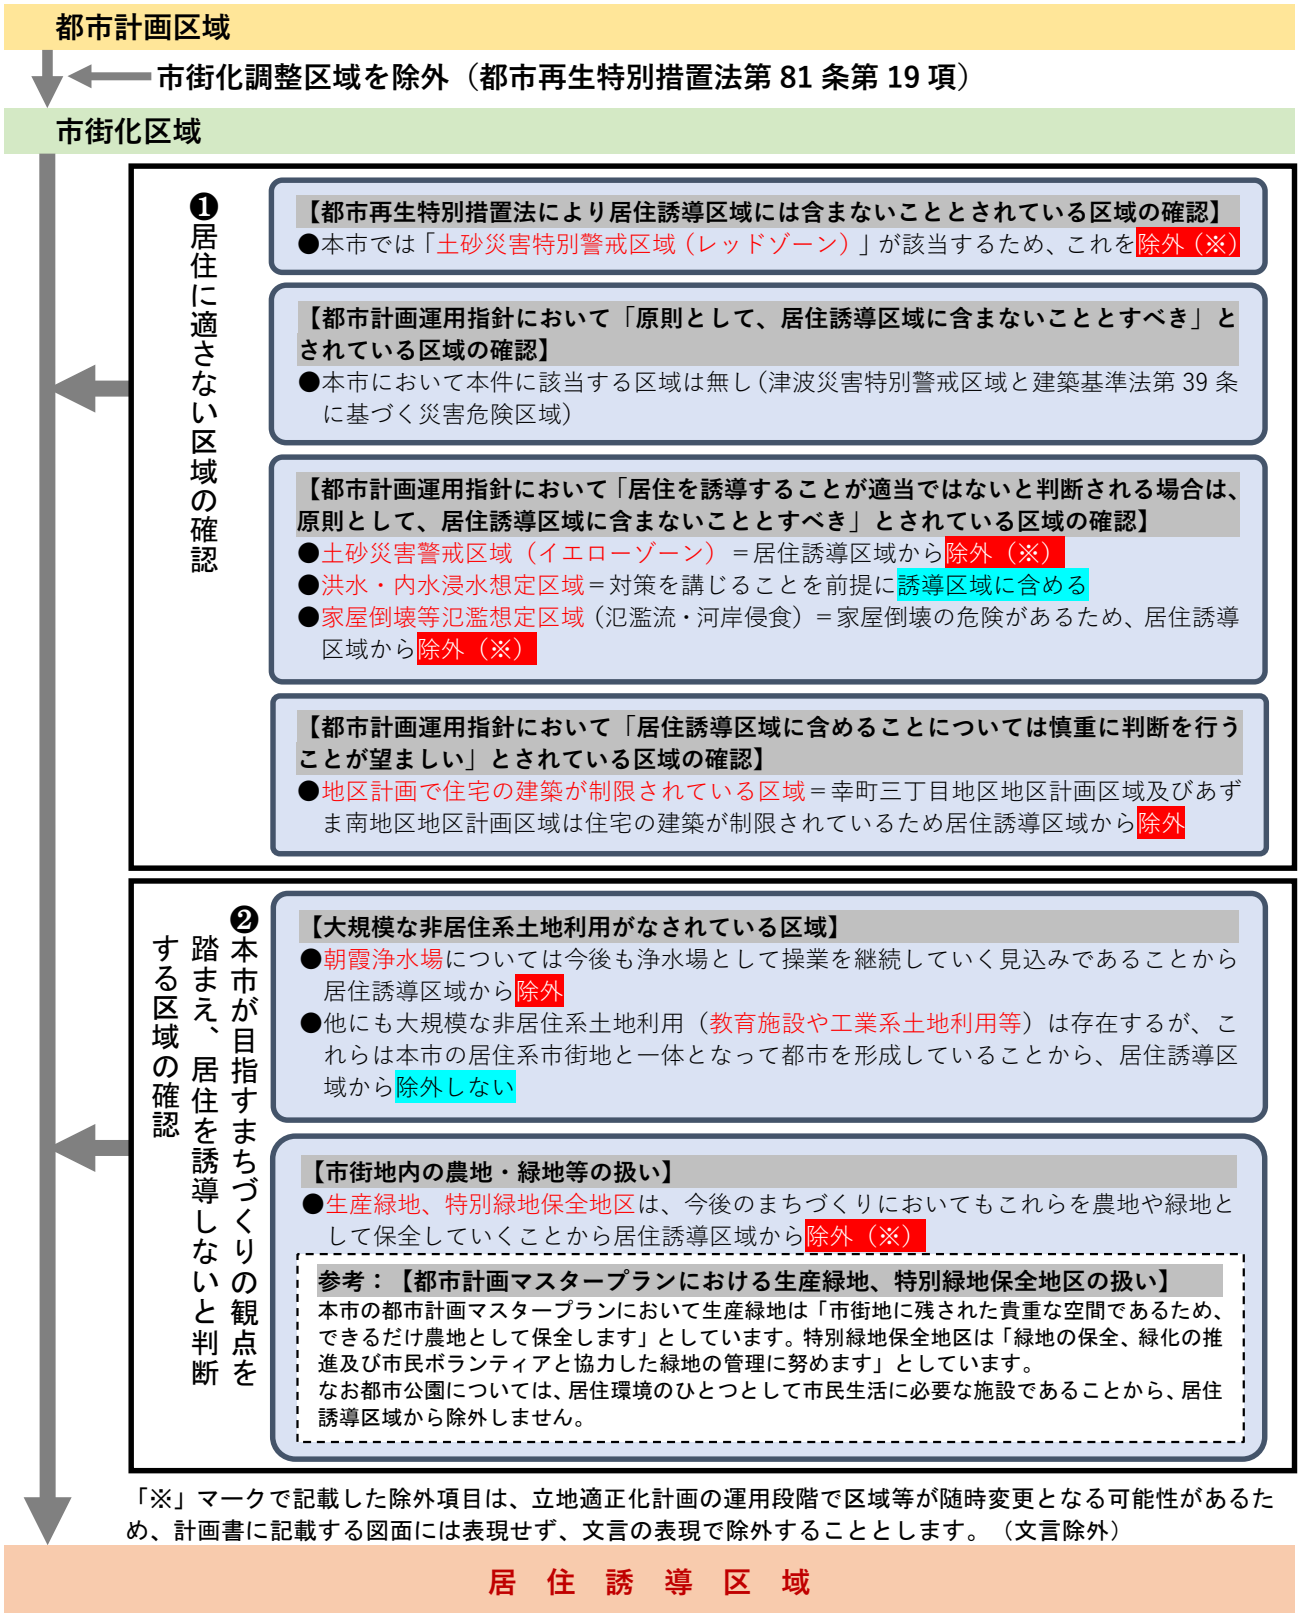 都市計画区域
市街化調整区域を除外（都市再生特別措置法第 81 条第 19 項）
市街化区域
❶居住に適さない区域の確認
【都市再生特別措置法により居住誘導区域には含まないこととされている区域の確認】
●本市では「土砂災害特別警戒区域（レッドゾーン）」が該当するため、これを除外（※）
【都市計画運用指針において「原則として、居住誘導区域に含まないこととすべき」と
されている区域の確認】
●本市において本件に該当する区域は無し（津波災害特別警戒区域と建築基準法第 39 条
に基づく災害危険区域）
【都市計画運用指針において「居住を誘導することが適当ではないと判断される場合は、
原則として、居住誘導区域に含まないこととすべき」とされている区域の確認】
●土砂災害警戒区域（イエローゾーン）＝居住誘導区域から除外（※）
●洪水・内水浸水想定区域＝対策を講じることを前提に誘導区域に含める
●家屋倒壊等氾濫想定区域（氾濫流・河岸侵食）＝家屋倒壊の危険があるため、居住誘導
区域から除外（※）
【都市計画運用指針において「居住誘導区域に含めることについては慎重に判断を行う
ことが望ましい」とされている区域の確認】
●地区計画で住宅の建築が制限されている区域＝幸町三丁目地区地区計画区域及びあず
ま南地区地区計画区域は住宅の建築が制限されているため居住誘導区域から除外
❷本市が目指すまちづくりの観点を
踏まえ、居住を誘導しないと判断
する区域の確認
【大規模な非居住系土地利用がなされている区域】
●朝霞浄水場については今後も浄水場として操業を継続していく見込みであることから
居住誘導区域から除外
●他にも大規模な非居住系土地利用（教育施設や工業系土地利用等）は存在するが、こ
れらは本市の居住系市街地と一体となって都市を形成していることから、居住誘導区
域から除外しない
【市街地内の農地・緑地等の扱い】
●生産緑地、特別緑地保全地区は、今後のまちづくりにおいてもこれらを農地や緑地と
して保全していくことから居住誘導区域から除外（※）
参考：【都市計画マスタープランにおける生産緑地、特別緑地保全地区の扱い】
本市の都市計画マスタープランにおいて生産緑地は「市街地に残された貴重な空間であるため、
できるだけ農地として保全します」としています。特別緑地保全地区は「緑地の保全、緑化の推
進及び市民ボランティアと協力した緑地の管理に努めます」としています。
なお都市公園については、居住環境のひとつとして市民生活に必要な施設であることから、居住
誘導区域から除外しません。
「※」マークで記載した除外項目は、立地適正化計画の運用段階で区域等が随時変更となる可能性があるた
め、計画書に記載する図面には表現せず、文言の表現で除外することとします。（文言除外）
居住誘導区域